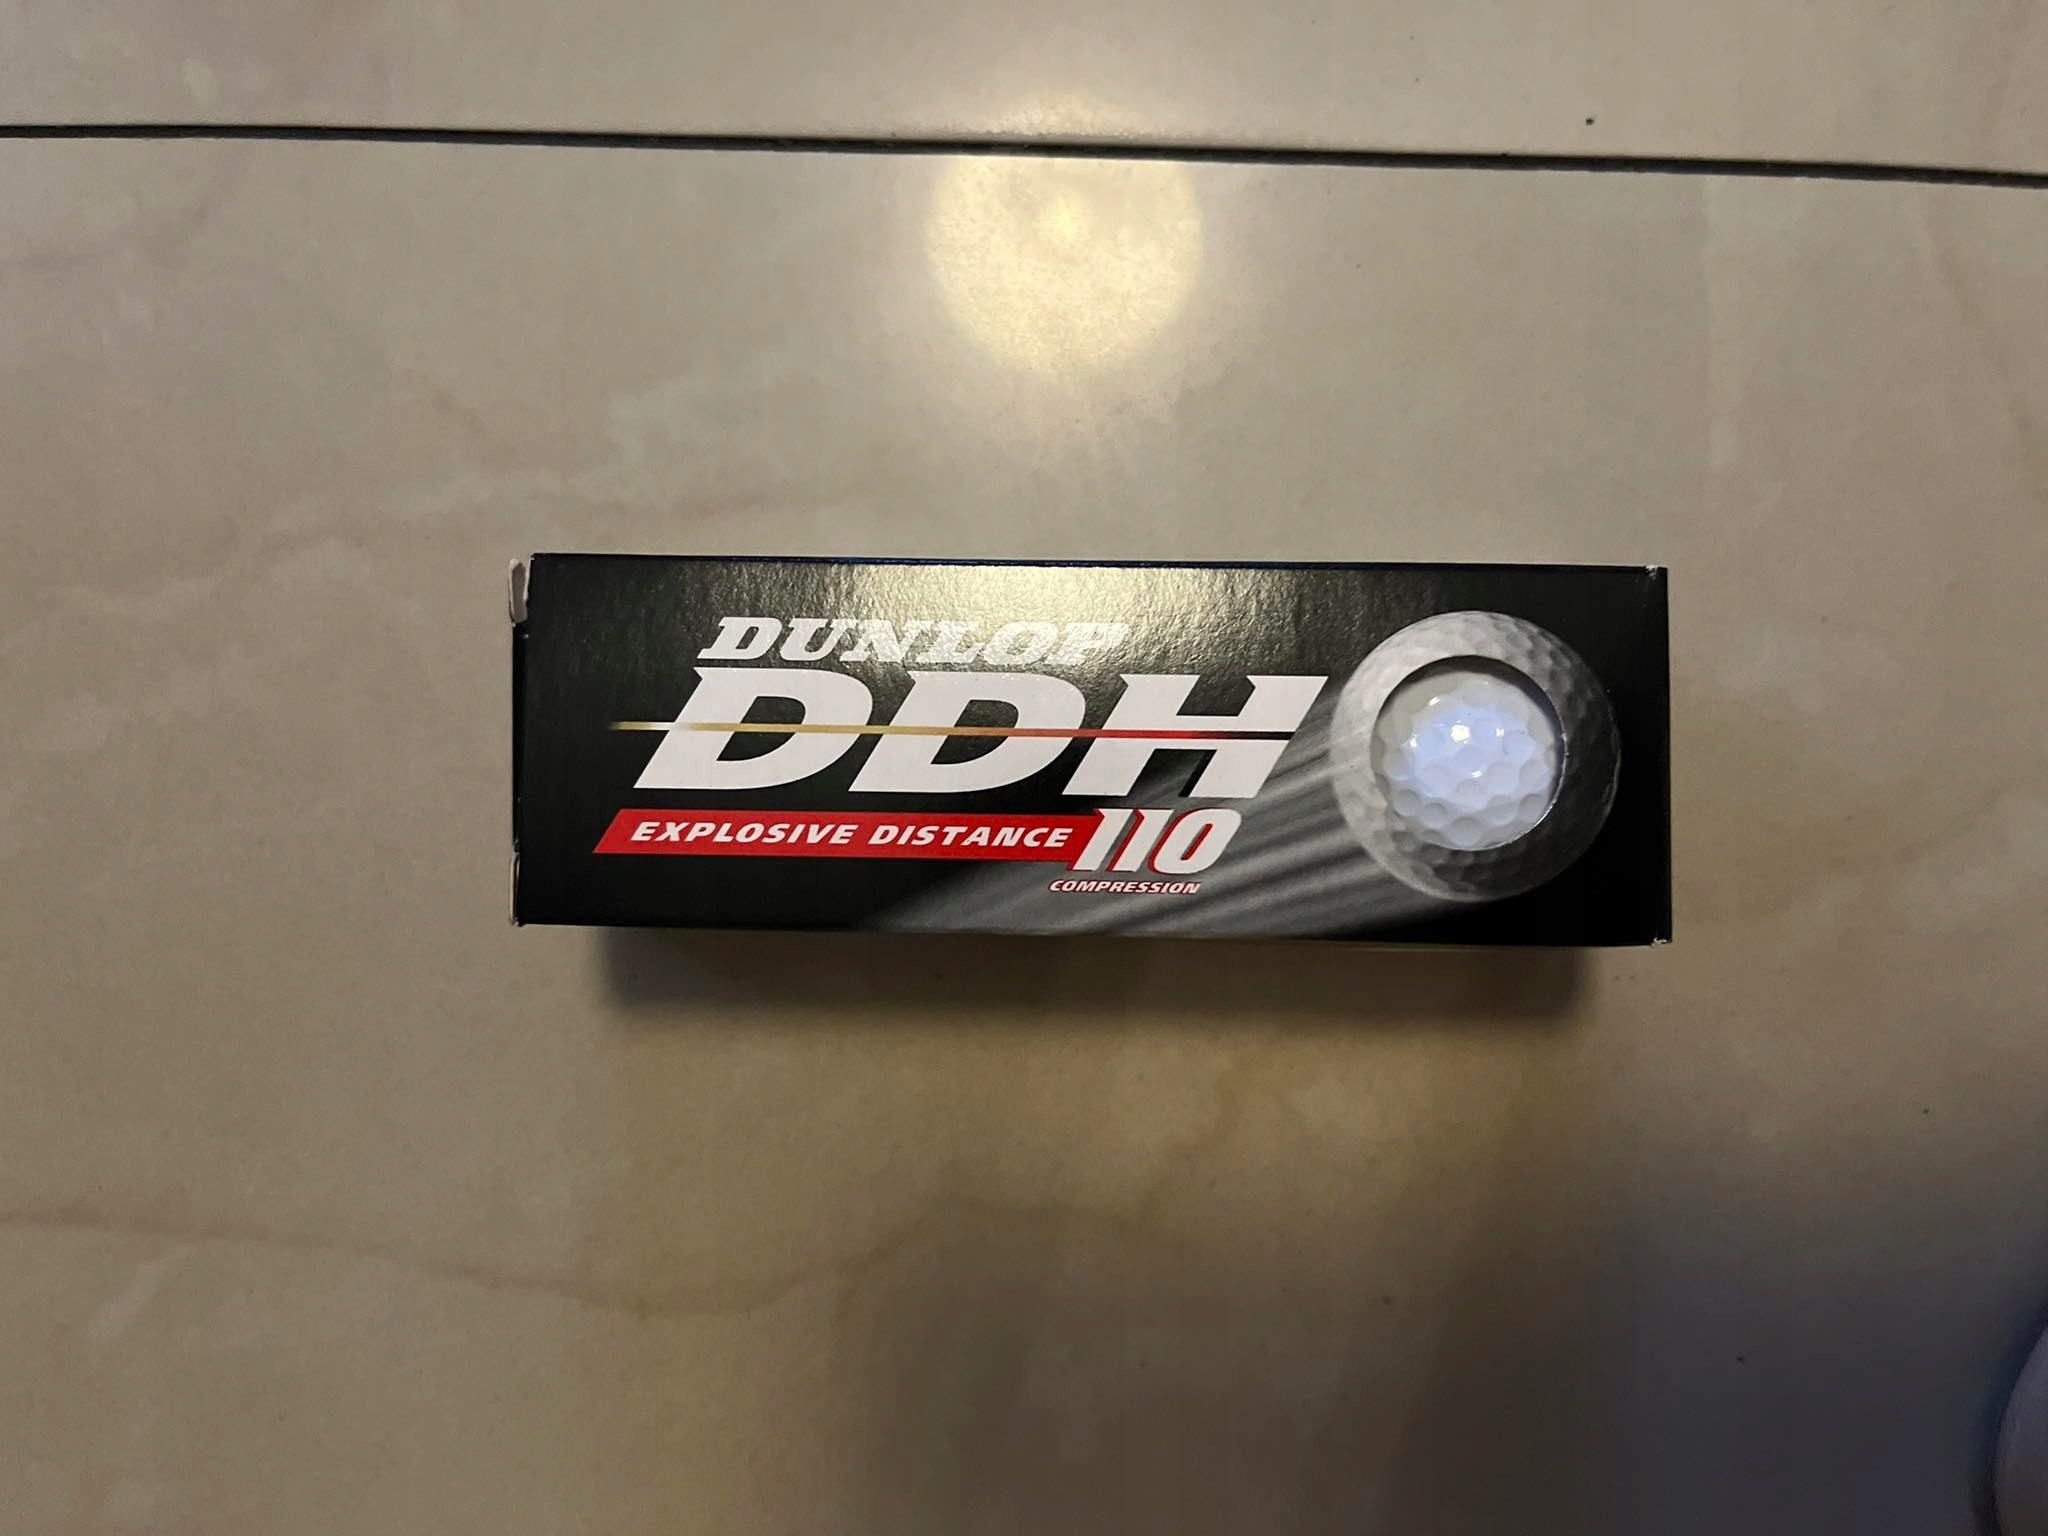 DUNLOP
DDH
EXPLOSIVE DISTANCE 110
COMPRESSION